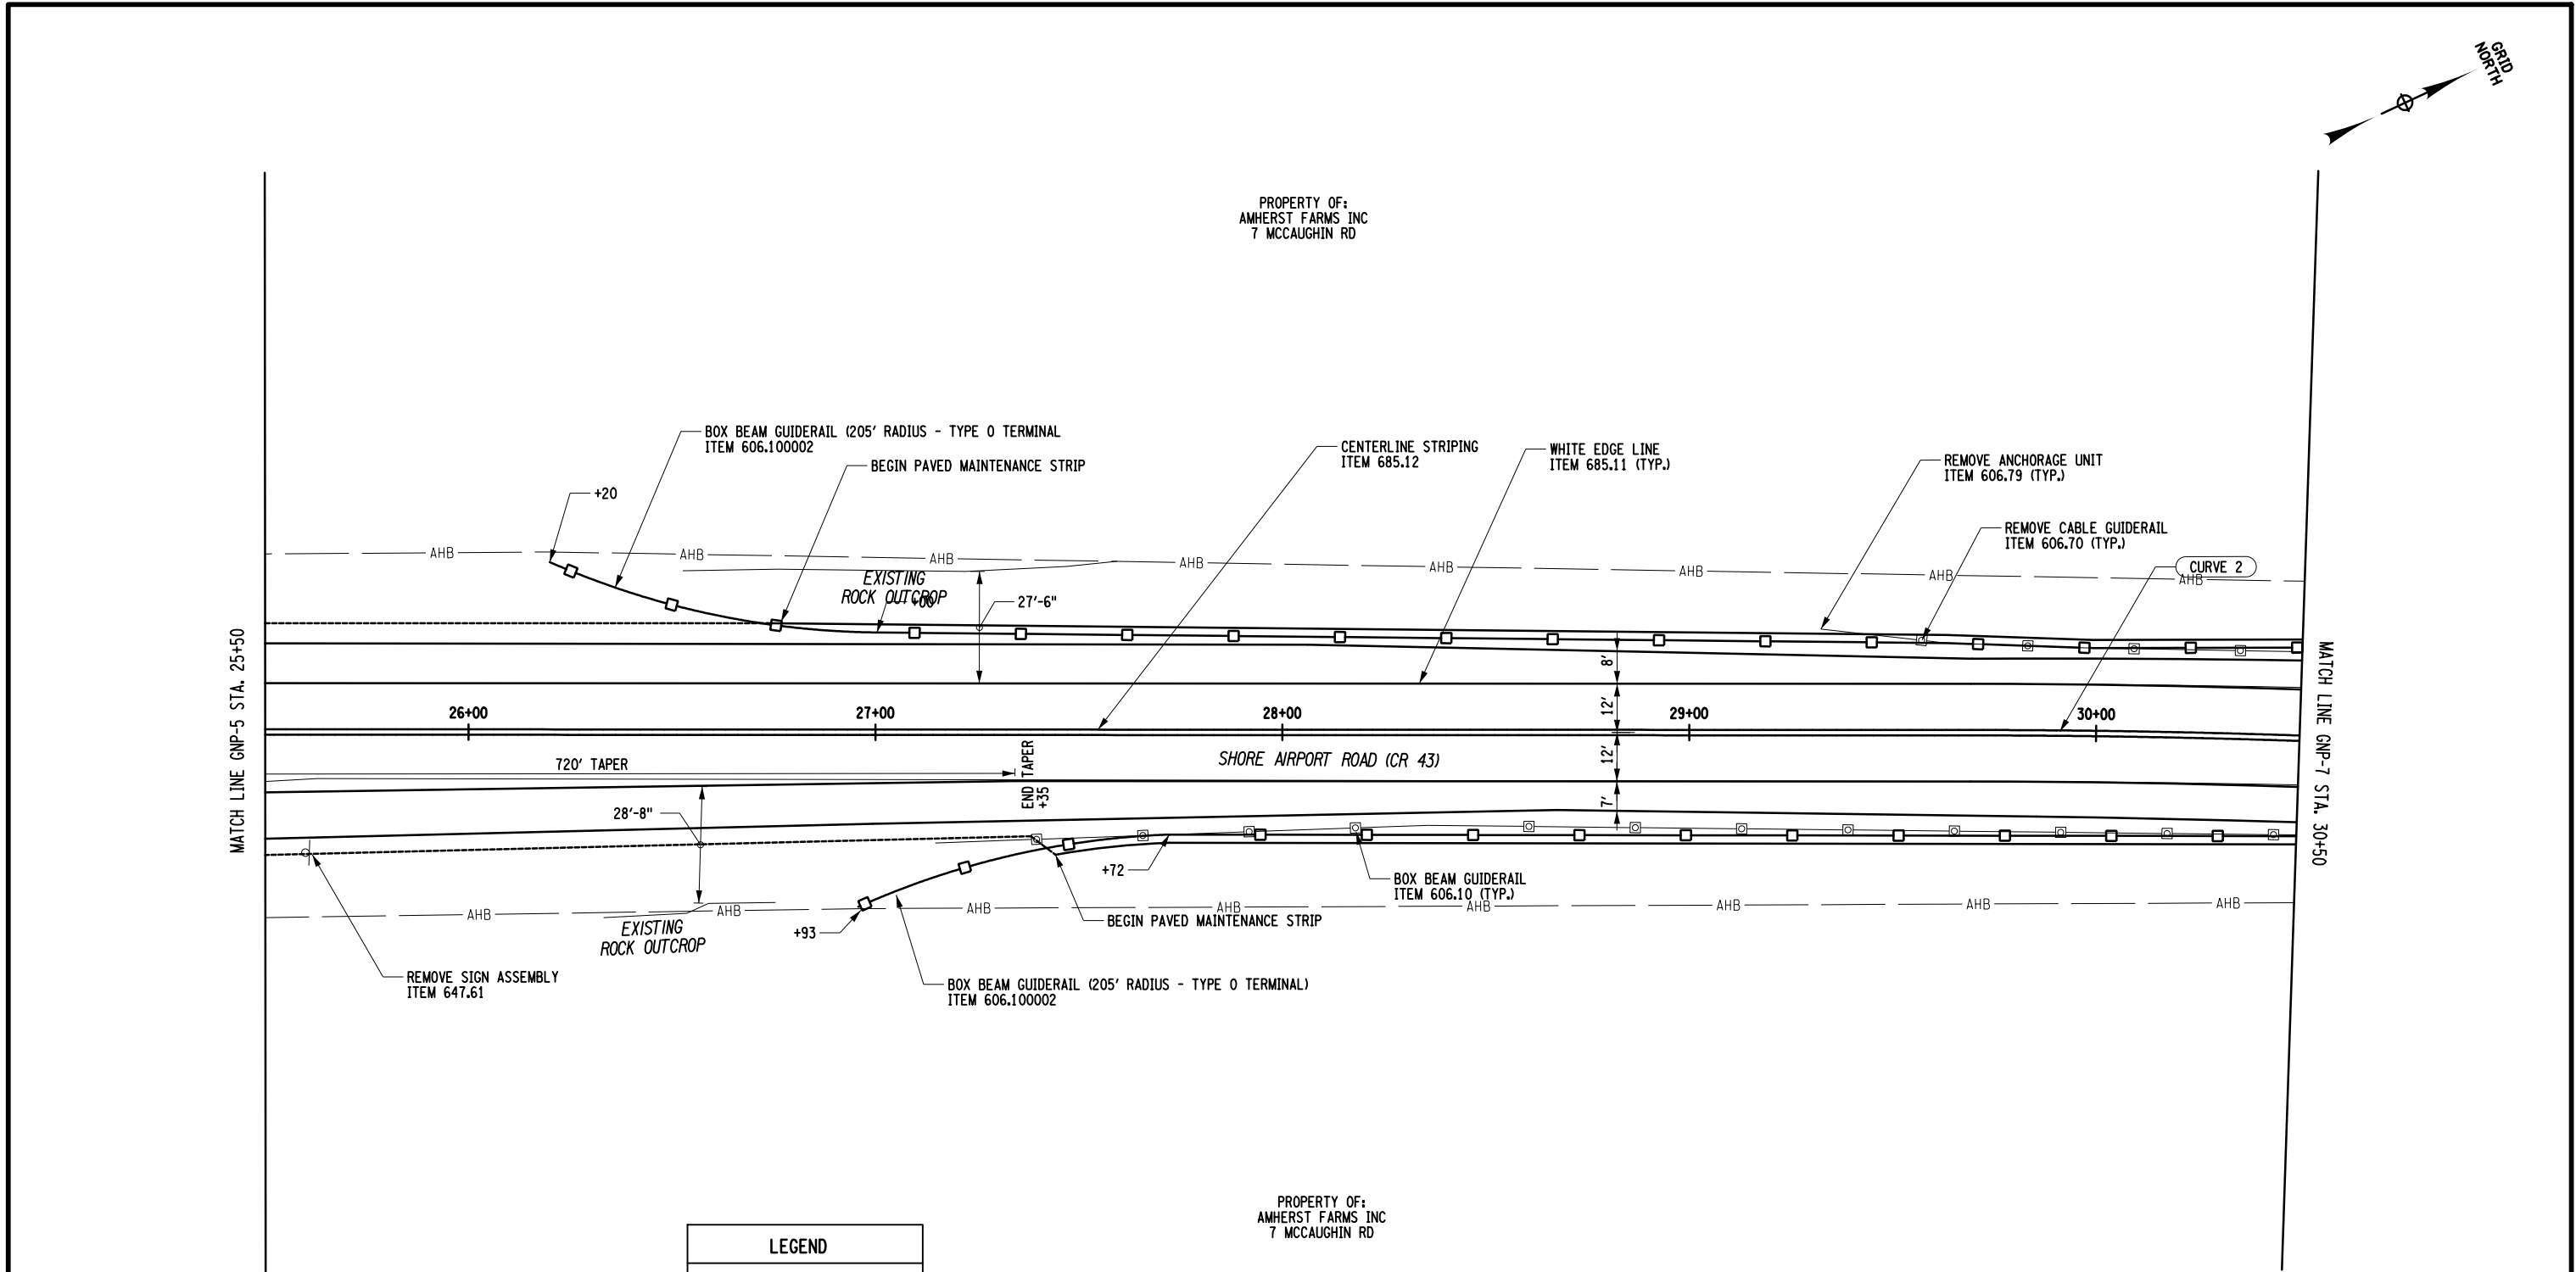 GRID
NORTH
PROPERTY OF:
AMHERST FARMS INC
7 MCCAUGHIN RD
BOX BEAM GUIDERAIL (205' RADIUS - TYPE 0 TERMINAL
ITEM 606.100002
BEGIN PAVED MAINTENANCE STRIP
+20
CENTERLINE STRIPING
ITEM 685.12
WHITE EDGE LINE
ITEM 685.11 (TYP.)
REMOVE ANCHORAGE UNIT
ITEM 606.79 (TYP.)
REMOVE CABLE GUIDERAIL
ITEM 606.70 (TYP.)
CURVE 2
AHB
AHB
AHB
AHB
AHB
AHB
AHB
AHB
EXISTING
ROCK OUTCROP
+00
27'-6"
8'
12'
12'
7'
MATCH LINE GNP-5 STA. 25+50
MATCH LINE GNP-7 STA. 30+50
26+00
27+00
28+00
29+00
30+00
720' TAPER
END TAPER
+35
SHORE AIRPORT ROAD (CR 43)
28'-8"
+72
BOX BEAM GUIDERAIL
ITEM 606.10 (TYP.)
AHB
AHB
AHB
AHB
AHB
AHB
AHB
AHB
BEGIN PAVED MAINTENANCE STRIP
+93
EXISTING
ROCK OUTCROP
REMOVE SIGN ASSEMBLY
ITEM 647.61
BOX BEAM GUIDERAIL (205' RADIUS - TYPE 0 TERMINAL)
ITEM 606.100002
PROPERTY OF:
AMHERST FARMS INC
7 MCCAUGHIN RD
LEGEND